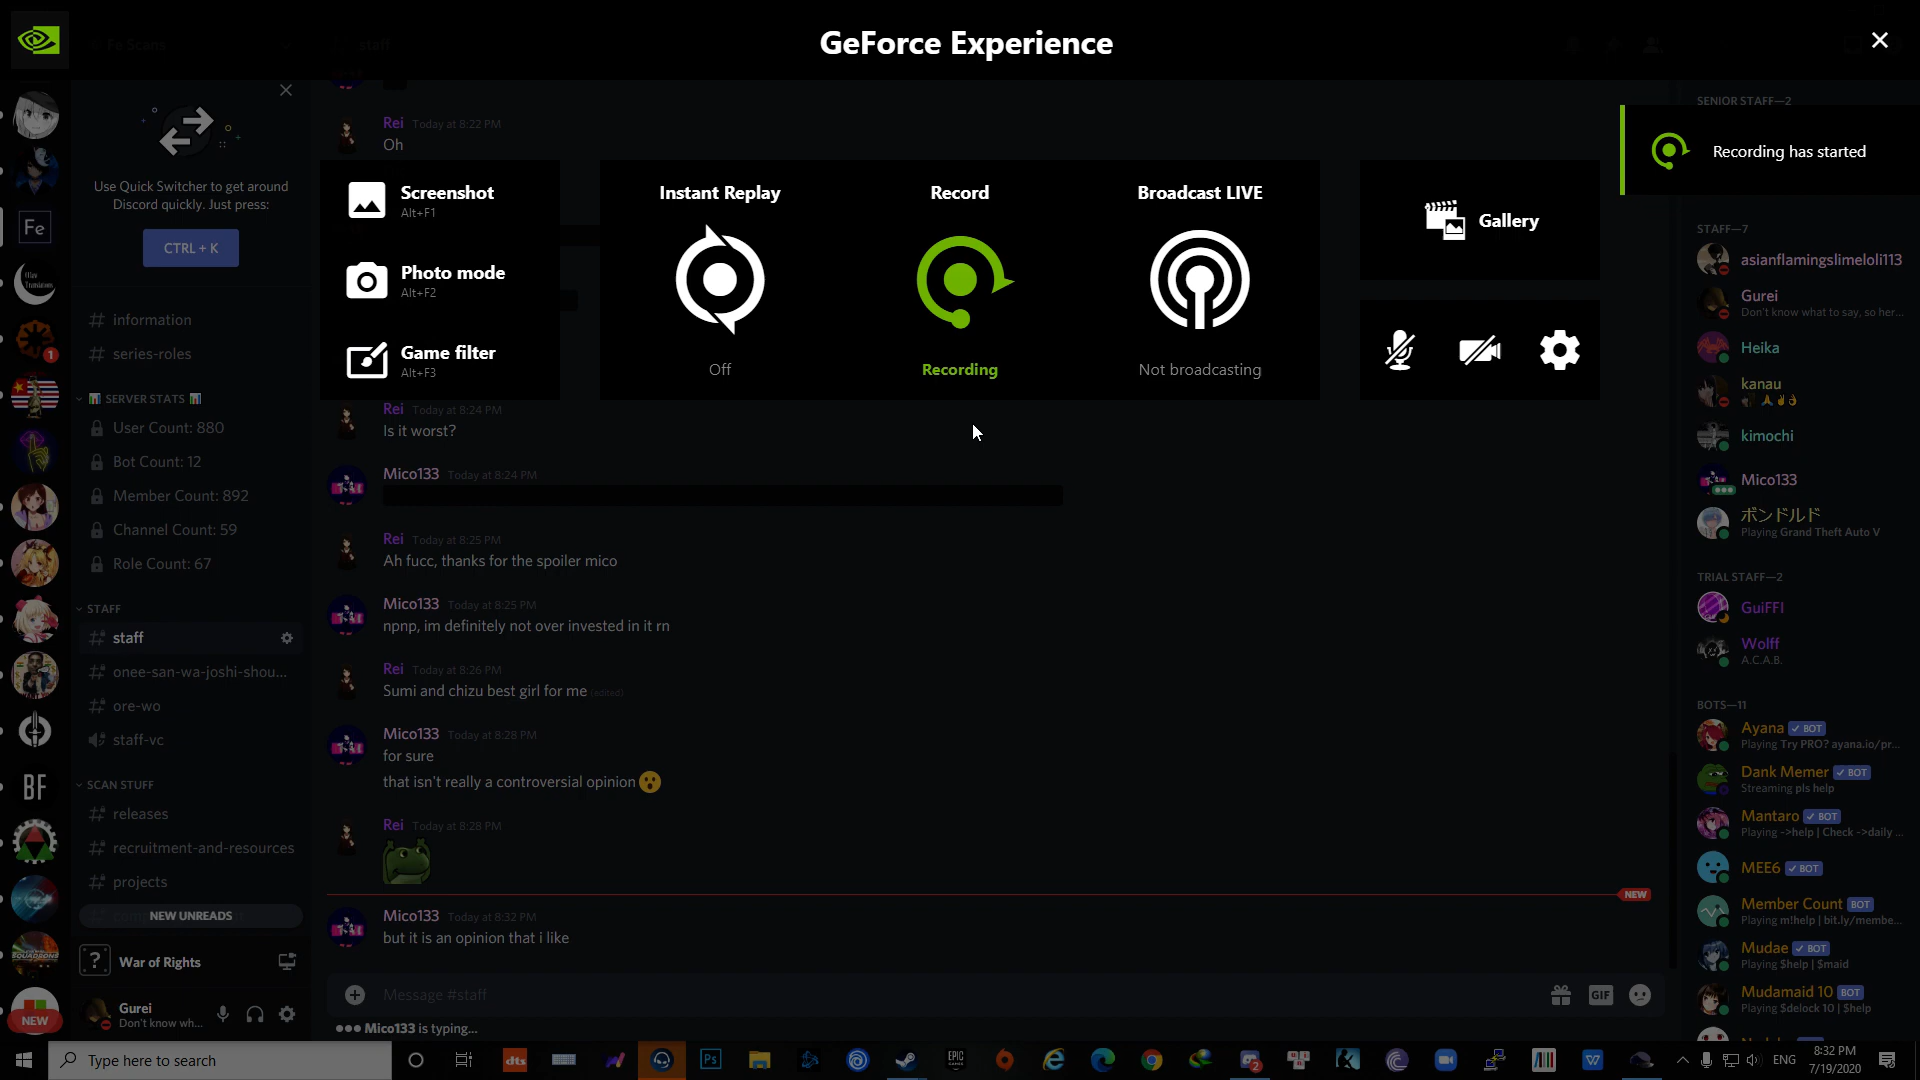 GeForce Experience
Fe Scans
staff
SENIOR STAFF—2
Recording has started
Use Quick Switcher to get around
Discord quickly. Just press:
CTRL + K
Fe
information
series-roles
SERVER STATS
User Count: 880
Bot Count: 12
Member Count: 892
Channel Count: 59
Role Count: 67
STAFF
staff
onee-san-wa-joshi-shou...
ore-wo
staff-vc
SCAN STUFF
releases
recruitment-and-resources
projects
NEW UNREADS
War of Rights
Gurei
Don't know wh...
1
BF
NEW
Rei Today at 8:22 PM
Oh
Screenshot
Alt+F1
Photo mode
Alt+F2
Game filter
Alt+F3
Instant Replay
Off
Record
Recording
Broadcast LIVE
Not broadcasting
Gallery
Rei Today at 8:24 PM
Is it worst?
Mico133 Today at 8:24 PM
Rei Today at 8:25 PM
Ah fucc, thanks for the spoiler mico
Mico133 Today at 8:25 PM
npnp, im definitely not over invested in it rn
Rei Today at 8:26 PM
Sumi and chizu best girl for me (edited)
Mico133 Today at 8:28 PM
for sure
that isn't really a controversial opinion
Rei Today at 8:28 PM
NEW
Mico133 Today at 8:32 PM
but it is an opinion that i like
Message #staff
GIF
Mico133 is typing...
STAFF—7
asianflamingslimeloli113
Gurei
Don't know what to say, so her...
Heika
kanau
kimochi
Mico133
ボンドルド
Playing Grand Theft Auto V
TRIAL STAFF—2
GuiFFI
Wolff
A.C.A.B.
BOTS—11
Ayana BOT
Playing Try PRO? ayana.io/pr...
Dank Memer BOT
Streaming pls help
Mantaro BOT
Playing ->help | Check ->daily ...
MEE6 BOT
Member Count BOT
Playing m!help | bit.ly/membe...
Mudae BOT
Playing $help | $maid
Mudamaid 10 BOT
Playing $delock 10 | $help
Type here to search
dts
Ps
EPIC GAMES
2
W
ENG
8:32 PM
7/19/2020